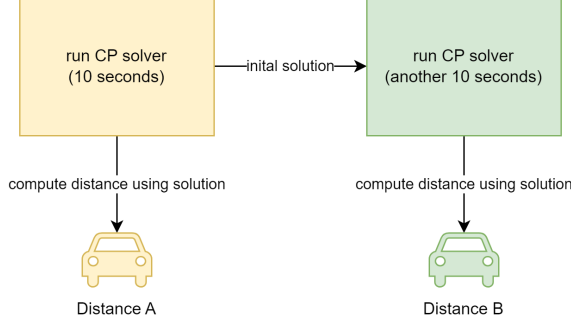 run CP solver
(10 seconds)
inital solution
run CP solver
(another 10 seconds)
compute distance using solution
compute distance using solution
Distance A
Distance B